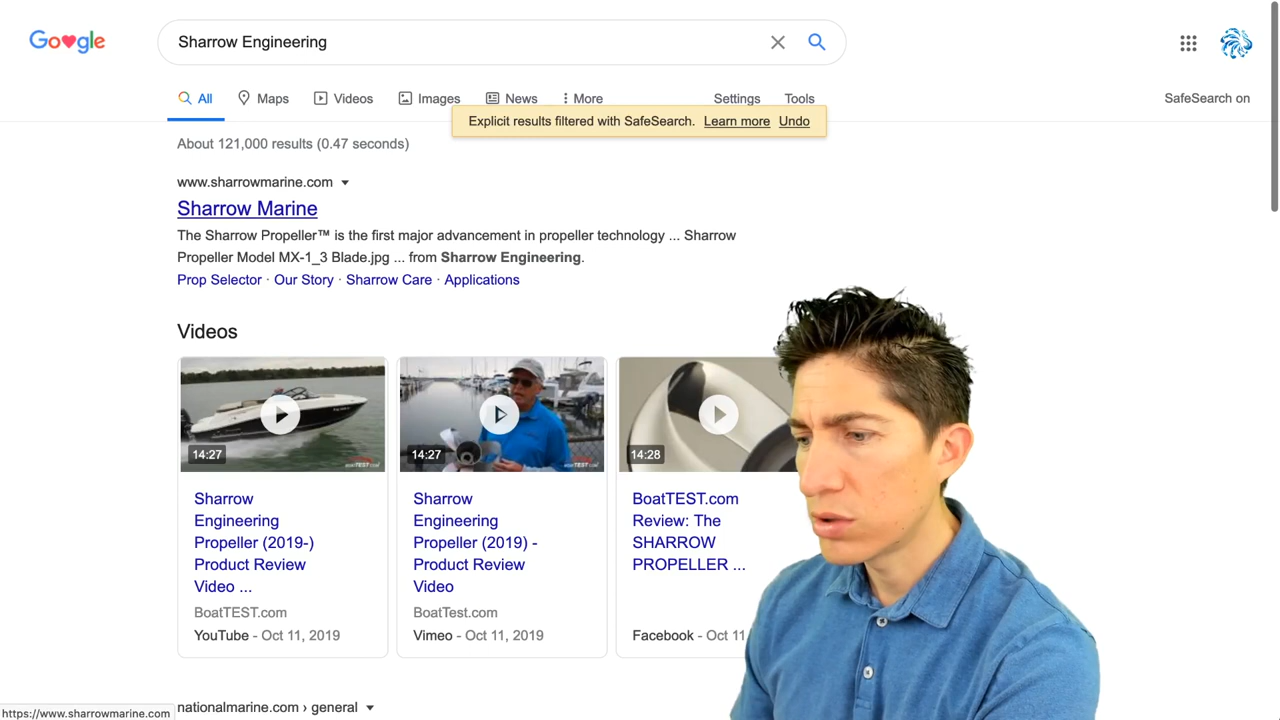 Google
Sharrow Engineering
All Maps Videos Images News More Settings Tools SafeSearch on
Explicit results filtered with SafeSearch. Learn more Undo
About 121,000 results (0.47 seconds)
www.sharrowmarine.com
Sharrow Marine
The Sharrow Propeller™ is the first major advancement in propeller technology ... Sharrow
Propeller Model MX-1_3 Blade.jpg ... from Sharrow Engineering.
Prop Selector · Our Story · Sharrow Care · Applications
Videos
14:27
Sharrow
Engineering
Propeller (2019-)
Product Review
Video ...
BoatTEST.com
YouTube - Oct 11, 2019
14:27
Sharrow
Engineering
Propeller (2019) -
Product Review
Video
BoatTest.com
Vimeo - Oct 11, 2019
14:28
BoatTEST.com
Review: The
SHARROW
PROPELLER ...
Facebook - Oct 11
nationalmarine.com › general
https://www.sharrowmarine.com